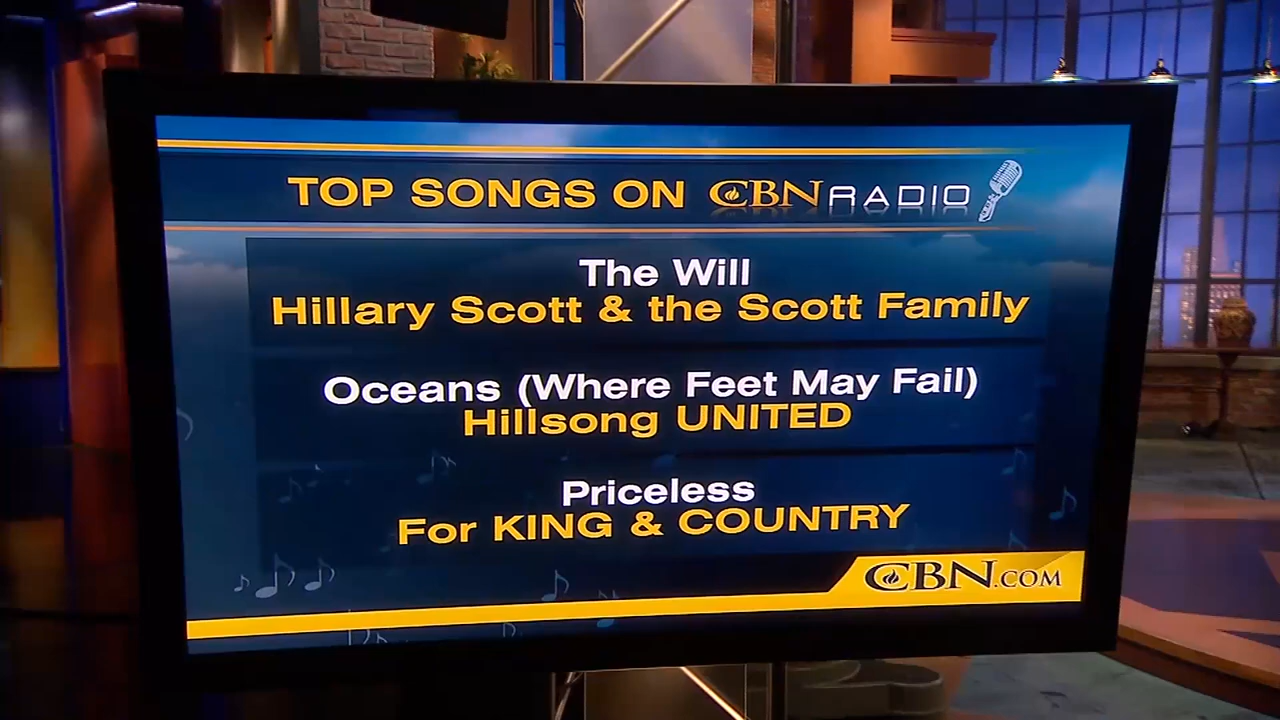 TOP SONGS ON CBN RADIO
The Will
Hillary Scott & the Scott Family
Oceans (Where Feet May Fail)
Hillsong UNITED
Priceless
For KING & COUNTRY
CBN.COM